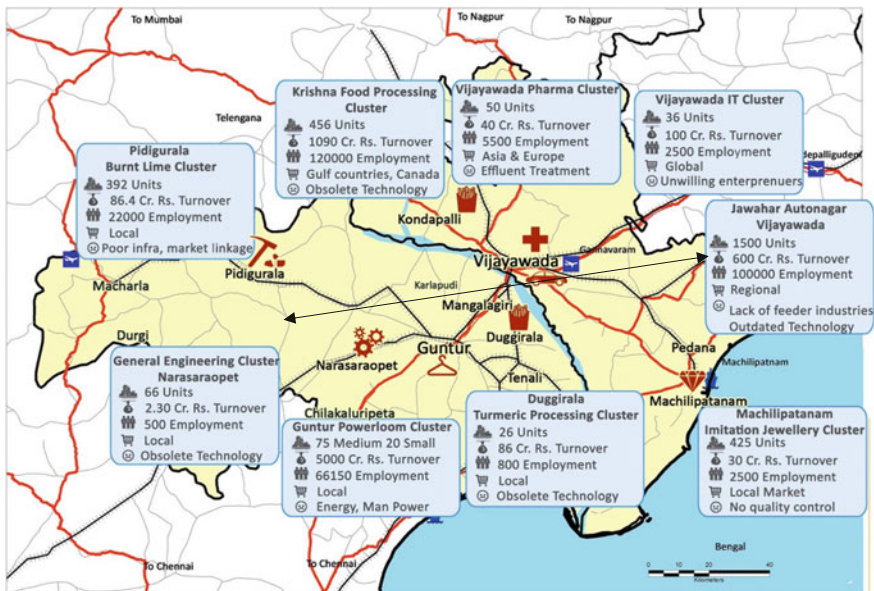 To Mumbai
To Nagpur
To Nagpur
Telengana
Krishna Food Processing
Cluster
456 Units
1090 Cr. Rs. Turnover
120000 Employment
Gulf countries, Canada
Obsolete Technology
Vijayawada Pharma Cluster
50 Units
40 Cr. Rs. Turnover
5500 Employment
Asia & Europe
Effluent Treatment
Vijayawada IT Cluster
36 Units
100 Cr. Rs. Turnover
2500 Employment
Global
Unwilling enterprenuers
depalligudem
Pidigurala
Burnt Lime Cluster
392 Units
86.4 Cr. Rs. Turnover
22000 Employment
Local
Poor infra, market linkage
Jawahar Autonagar
Vijayawada
1500 Units
600 Cr. Rs. Turnover
100000 Employment
Regional
Lack of feeder industries
Outdated Technology
Kondapalli
Gannavaram
Vijayawada
Pidigurala
Macharla
Karlapudi
Mangalagiri
Durgi
Narasaraopet
Guntur
Duggirala
Tenali
Pedana
Machilipatnam
Machilipatanam
Chilakaluripeta
General Engineering Cluster
Narasaraopet
66 Units
2.30 Cr. Rs. Turnover
500 Employment
Local
Obsolete Technology
Guntur Powerloom Cluster
75 Medium 20 Small
5000 Cr. Rs. Turnover
66150 Employment
Local
Energy, Man Power
Duggirala
Turmeric Processing Cluster
26 Units
86 Cr. Rs. Turnover
800 Employment
Local
Obsolete Technology
Machilipatanam
Imitation Jewellery Cluster
425 Units
30 Cr. Rs. Turnover
2500 Employment
Local Market
No quality control
To Chennai
To Chennai
Bengal
0 5 10 20 30 40
Kilometers